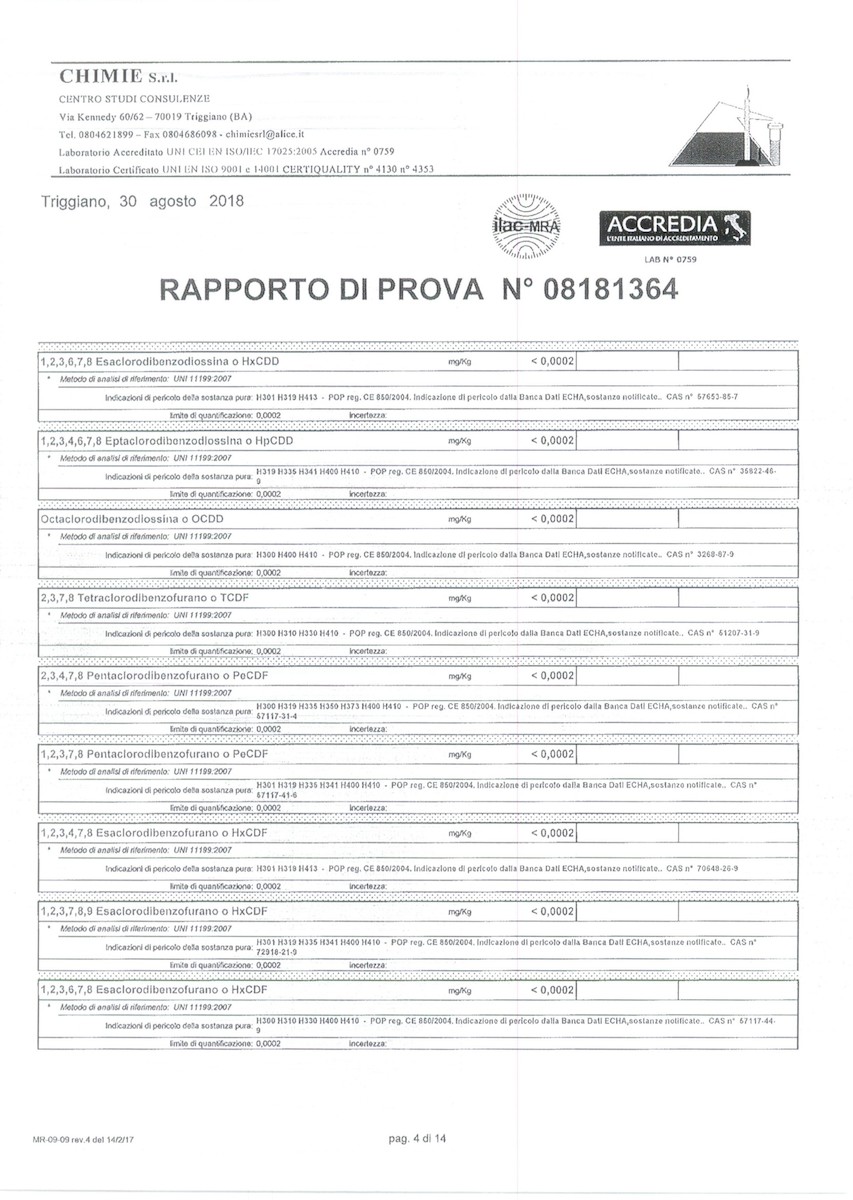 CHIMIE S.r.l.
CENTRO STUDI CONSULENZE
Via Kennedy 60/62 – 70019 Triggiano (BA)
Tel. 0804621899 – Fax 0804686098 - chimiesrl@alice.it
Laboratorio Accreditato UNI CEI EN ISO/IEC 17025:2005 Accredia n° 0759
Laboratorio Certificato UNI EN ISO 9001 e 14001 CERTIQUALITY n° 4130 n° 4353
Triggiano, 30 agosto 2018
ilac-MRA
ACCREDIA
L'ENTE ITALIANO DI ACCREDITAMENTO
LAB N° 0759
RAPPORTO DI PROVA N° 08181364
1,2,3,6,7,8 Esaclorodibenzodiossina o HxCDD mg/Kg < 0,0002
* Metodo di analisi di riferimento: UNI 11199:2007
Indicazioni di pericolo della sostanza pura: H301 H319 H413 - POP reg. CE 850/2004. Indicazione di pericolo dalla Banca Dati ECHA,sostanze notificate.. CAS n° 57653-85-7
limite di quantificazione: 0,0002 incertezza:
1,2,3,4,6,7,8 Eptaclorodibenzodiossina o HpCDD mg/Kg < 0,0002
* Metodo di analisi di riferimento: UNI 11199:2007
Indicazioni di pericolo della sostanza pura: H319 H335 H341 H400 H410 - POP reg. CE 850/2004. Indicazione di pericolo dalla Banca Dati ECHA,sostanze notificate.. CAS n° 35822-46-
9
limite di quantificazione: 0,0002 incertezza:
Octaclorodibenzodiossina o OCDD mg/Kg < 0,0002
* Metodo di analisi di riferimento: UNI 11199:2007
Indicazioni di pericolo della sostanza pura: H300 H400 H410 - POP reg. CE 850/2004. Indicazione di pericolo dalla Banca Dati ECHA,sostanze notificate.. CAS n° 3268-87-9
limite di quantificazione: 0,0002 incertezza:
2,3,7,8 Tetraclorodibenzofurano o TCDF mg/Kg < 0,0002
* Metodo di analisi di riferimento: UNI 11199:2007
Indicazioni di pericolo della sostanza pura: H300 H310 H330 H410 - POP reg. CE 850/2004. Indicazione di pericolo dalla Banca Dati ECHA,sostanze notificate., CAS n° 51207-31-9
limite di quantificazione: 0,0002 incertezza:
2,3,4,7,8 Pentaclorodibenzofurano o PeCDF mg/Kg < 0,0002
* Metodo di analisi di riferimento: UNI 11199:2007
Indicazioni di pericolo della sostanza pura: H300 H319 H335 H350 H373 H400 H410 - POP reg. CE 850/2004. Indicazione di pericolo dalla Banca Dati ECHA,sostanze notificate.. CAS n°
57117-31-4
limite di quantificazione: 0,0002 incertezza:
1,2,3,7,8 Pentaclorodibenzofurano o PeCDF mg/Kg < 0,0002
* Metodo di analisi di riferimento: UNI 11199:2007
Indicazioni di pericolo della sostanza pura: H301 H319 H335 H341 H400 H410 - POP reg. CE 850/2004. Indicazione di pericolo dalla Banca Dati ECHA,sostanze notificate.. CAS n°
57117-41-6
limite di quantificazione: 0,0002 incertezza:
1,2,3,4,7,8 Esaclorodibenzofurano o HxCDF mg/Kg < 0,0002
* Metodo di analisi di riferimento: UNI 11199:2007
Indicazioni di pericolo della sostanza pura: H301 H319 H413 - POP reg. CE 850/2004. Indicazione di pericolo dalla Banca Dati ECHA,sostanze notificate.. CAS n° 70648-26-9
limite di quantificazione: 0,0002 incertezza:
1,2,3,7,8,9 Esaclorodibenzofurano o HxCDF mg/Kg < 0,0002
* Metodo di analisi di riferimento: UNI 11199:2007
Indicazioni di pericolo della sostanza pura: H301 H319 H335 H341 H400 H410 - POP reg. CE 850/2004. Indicazione di pericolo dalla Banca Dati ECHA,sostanze notificate.. CAS n°
72918-21-9
limite di quantificazione: 0,0002 incertezza:
1,2,3,6,7,8 Esaclorodibenzofurano o HxCDF mg/Kg < 0,0002
* Metodo di analisi di riferimento: UNI 11199:2007
Indicazioni di pericolo della sostanza pura: H300 H310 H330 H400 H410 - POP reg. CE 850/2004. Indicazione di pericolo dalla Banca Dati ECHA,sostanze notificate.. CAS n° 57117-44-
9
limite di quantificazione: 0,0002 incertezza:
MR-09-09 rev.4 del 14/2/17
pag. 4 di 14